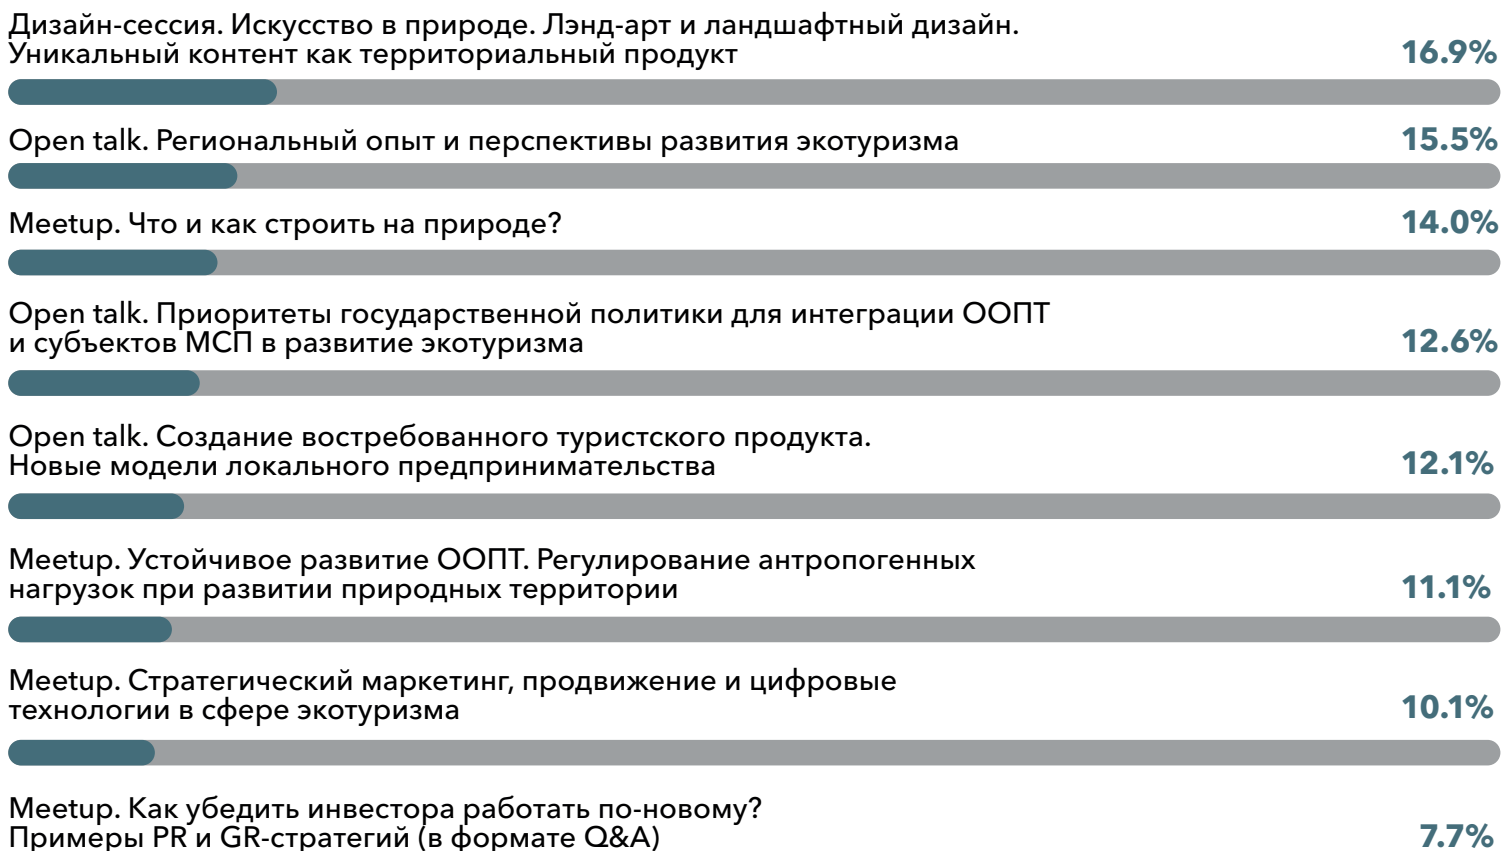 Дизайн-сессия. Искусство в природе. Лэнд-арт и ландшафтный дизайн.
Уникальный контент как территориальный продукт 16.9%
Open talk. Региональный опыт и перспективы развития экотуризма 15.5%
Meetup. Что и как строить на природе? 14.0%
Open talk. Приоритеты государственной политики для интеграции ООПТ
и субъектов МСП в развитие экотуризма 12.6%
Open talk. Создание востребованного туристского продукта.
Новые модели локального предпринимательства 12.1%
Meetup. Устойчивое развитие ООПТ. Регулирование антропогенных
нагрузок при развитии природных территории 11.1%
Meetup. Стратегический маркетинг, продвижение и цифровые
технологии в сфере экотуризма 10.1%
Meetup. Как убедить инвестора работать по-новому?
Примеры PR и GR-стратегий (в формате Q&A) 7.7%